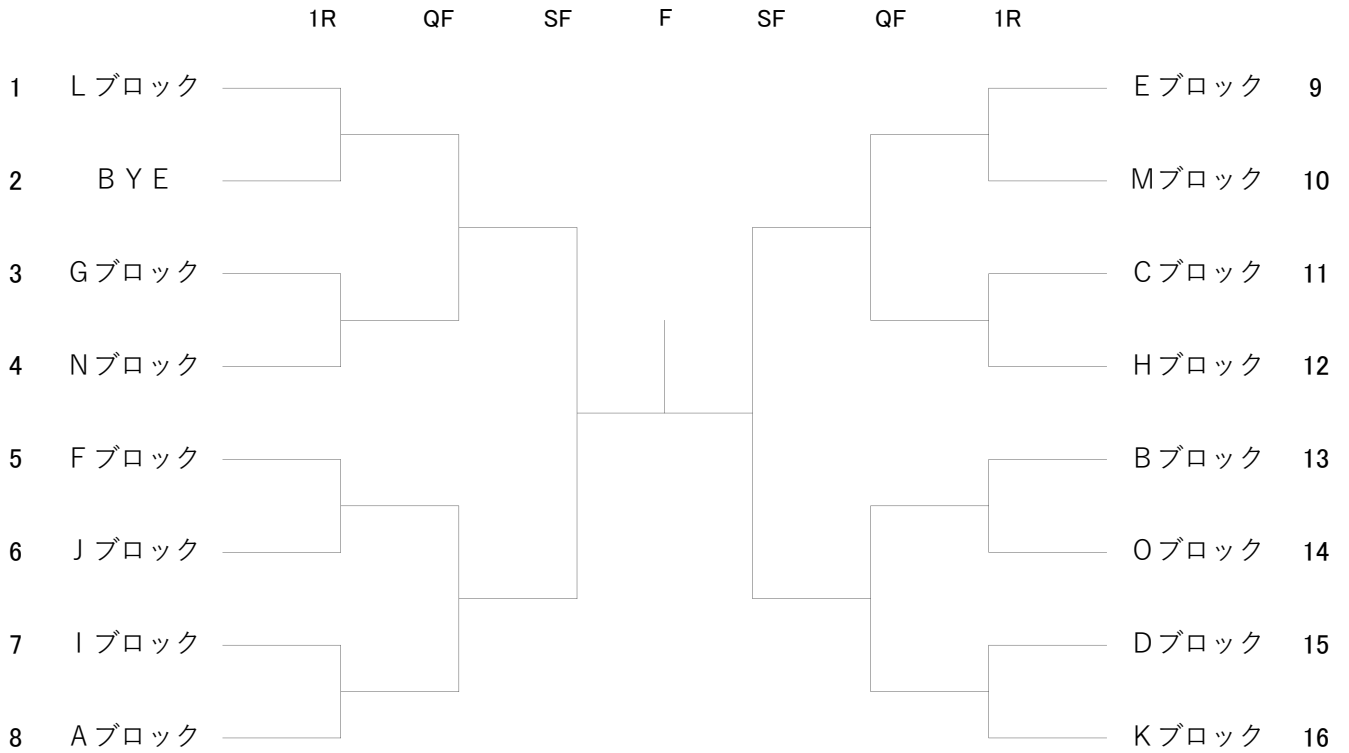 1R QF SF F SF QF 1R
1 Lブロック Eブロック 9
2 BYE Mブロック 10
3 Gブロック Cブロック 11
4 Nブロック Hブロック 12
5 Fブロック Bブロック 13
6 Jブロック Oブロック 14
7 Iブロック Dブロック 15
8 Aブロック Kブロック 16